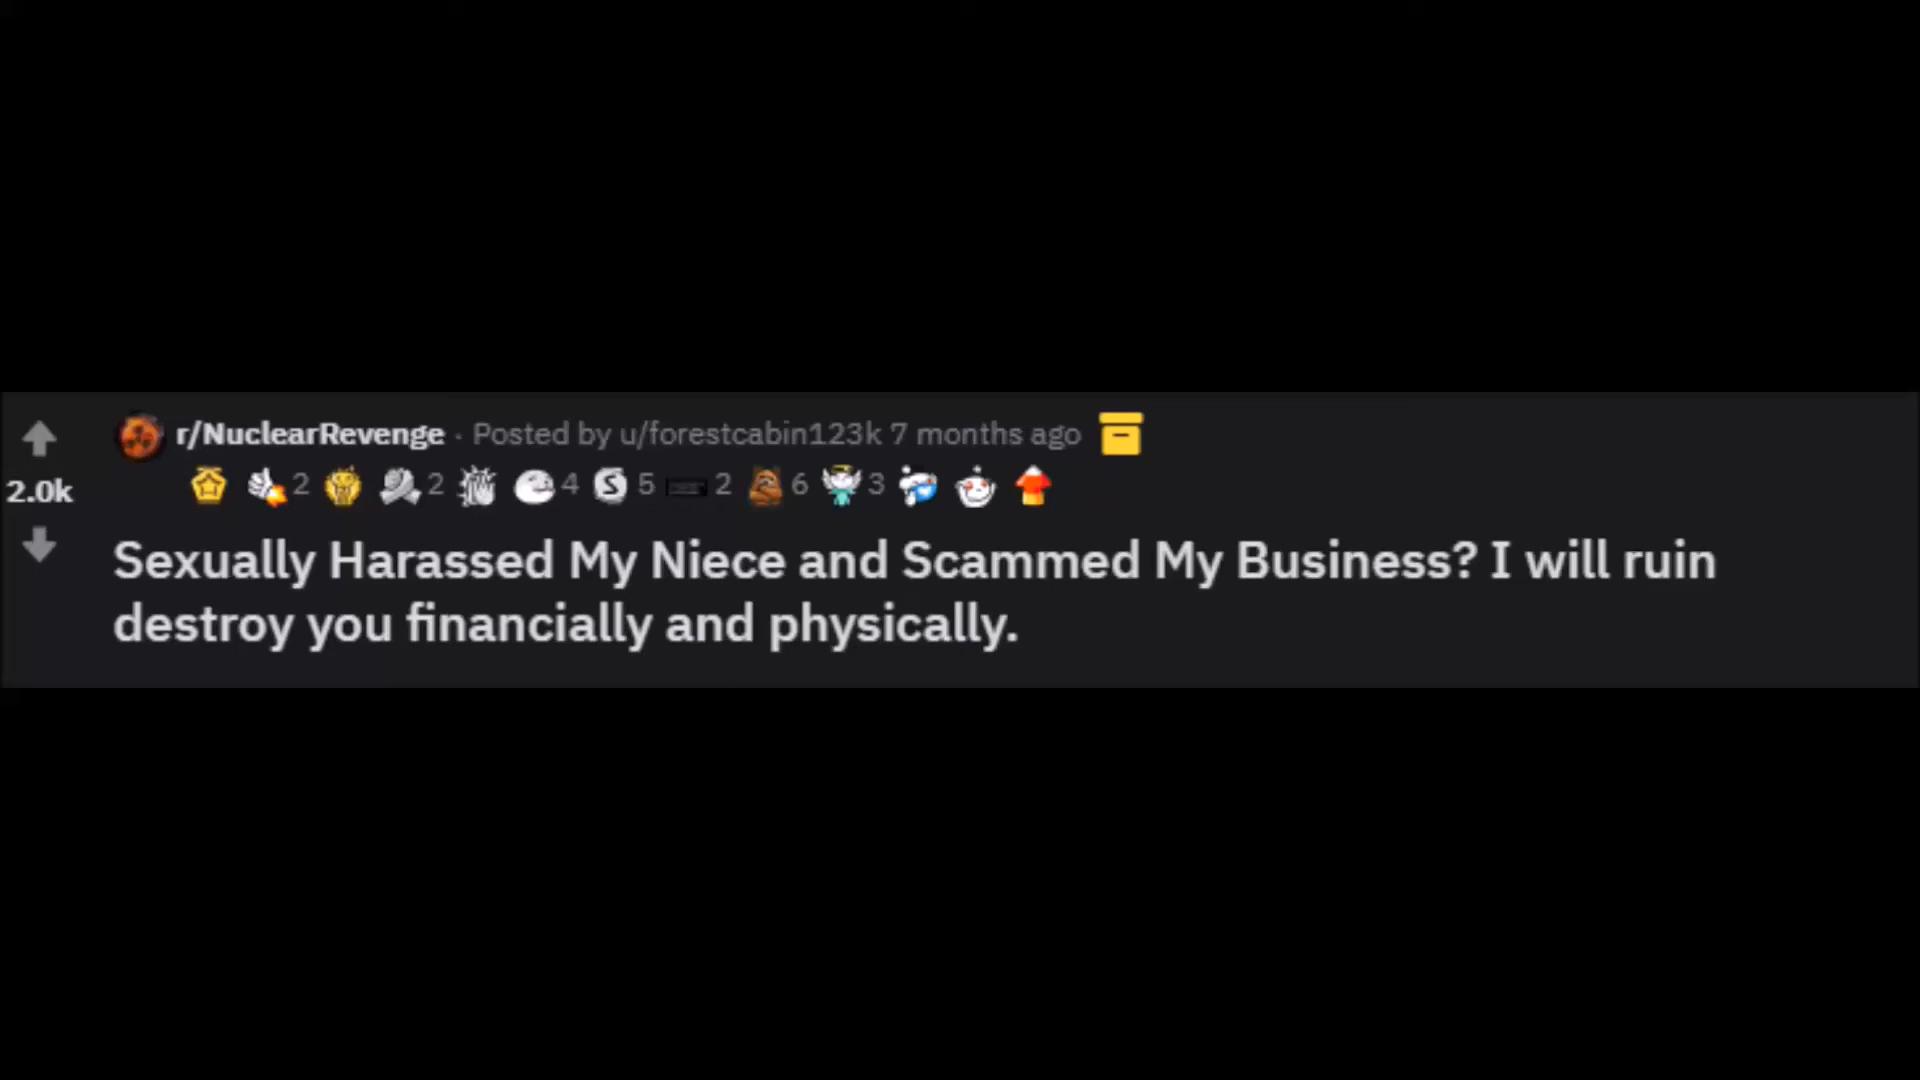 r/NuclearRevenge · Posted by u/forestcabin123k 7 months ago
2 2 4 S 5 2 6 3
2.0k
Sexually Harassed My Niece and Scammed My Business? I will ruin
destroy you financially and physically.